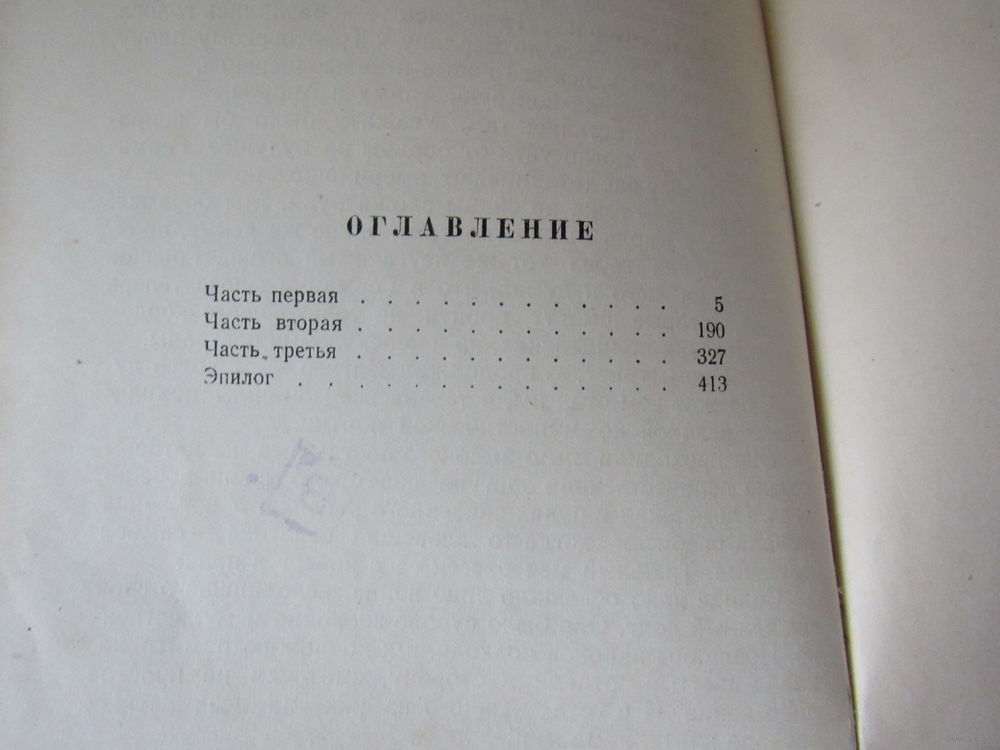 ОГЛАВЛЕНИЕ
Часть первая . . . . . . . . . . . . 5
Часть вторая . . . . . . . . . . . . 190
Часть третья . . . . . . . . . . . . 327
Эпилог . . . . . . . . . . . . . 413